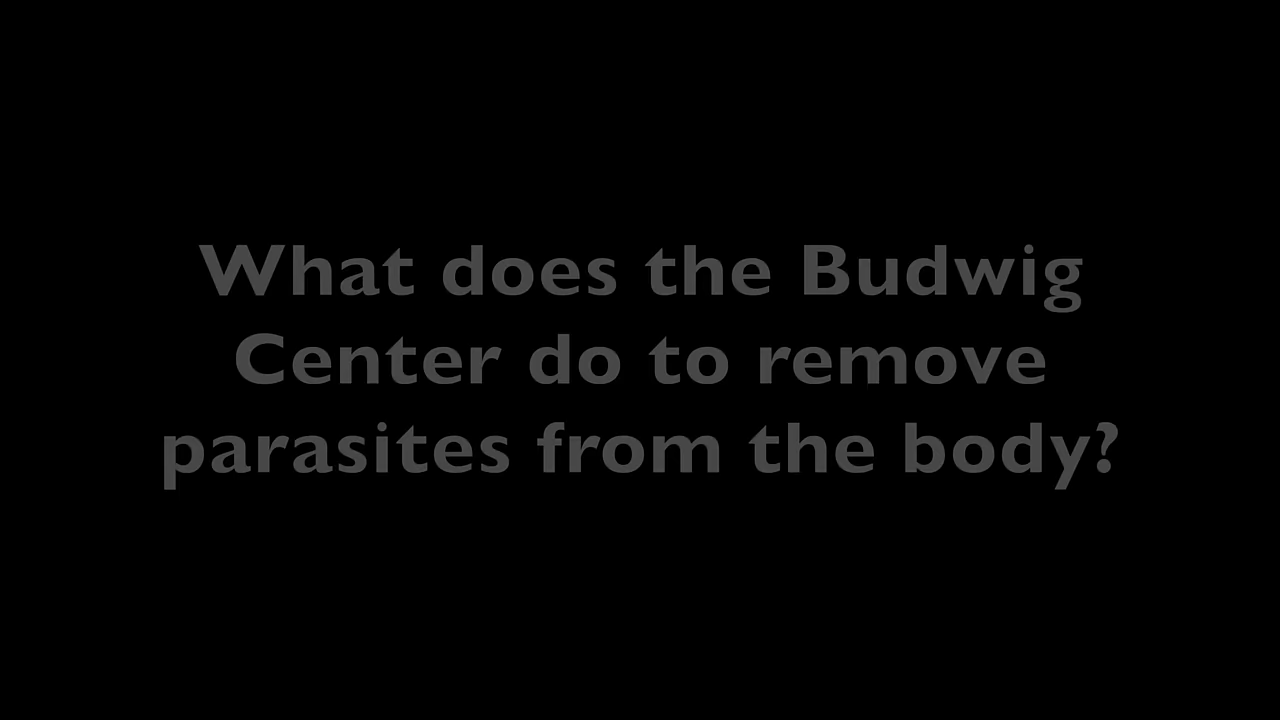 What does the Budwig
Center do to remove
parasites from the body?